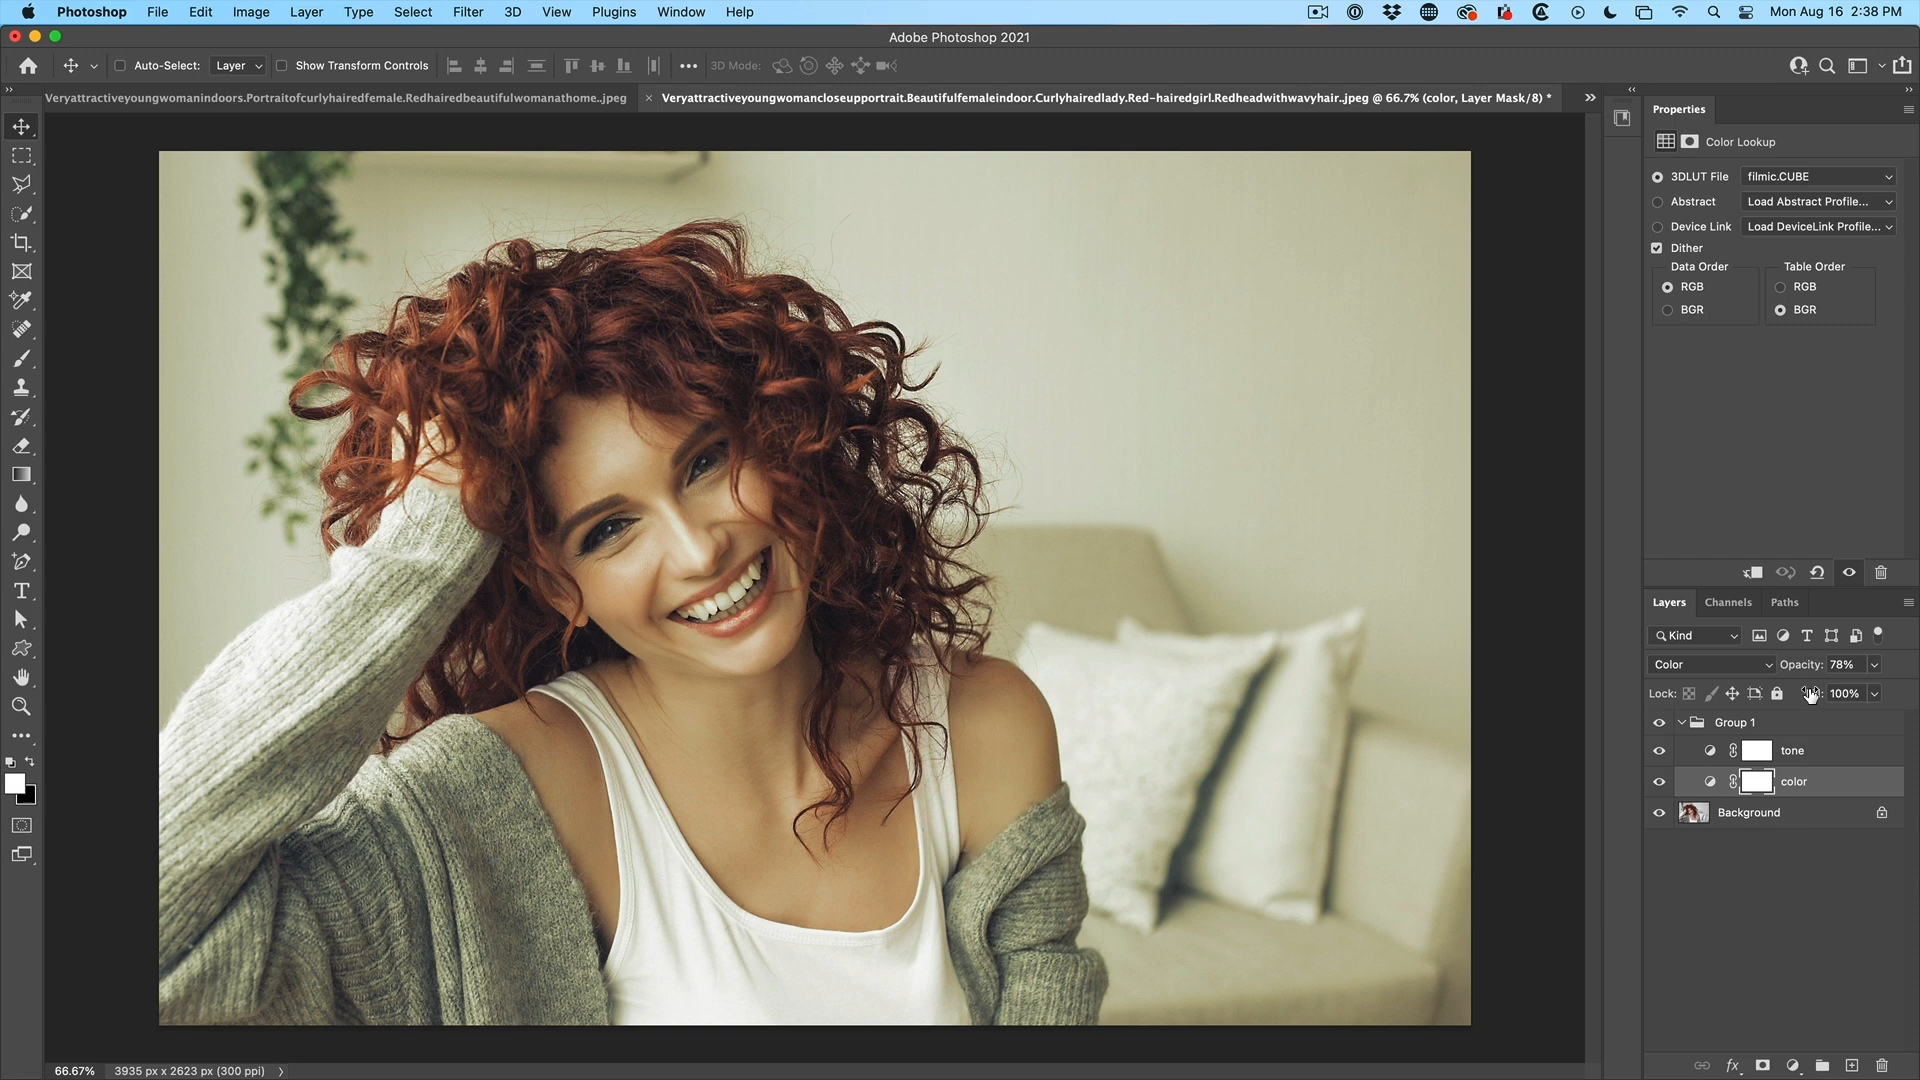 Photoshop File Edit Image Layer Type Select Filter 3D View Plugins Window Help Mon Aug 16 2:38 PM
Adobe Photoshop 2021
Auto-Select: Layer Show Transform Controls 3D Mode:
Veryattractiveyoungwomanindoors.Portraitofcurlyhairedfemale.Redhairedbeautifulwomanathome..jpeg Veryattractiveyoungwomancloseupportrait.Beautifulfemaleindoor.Curlyhairedlady.Red-hairedgirl.Redheadwithwavyhair..jpeg @ 66.7% (color, Layer Mask/8) *
Properties
Color Lookup
3DLUT File filmic.CUBE
Abstract Load Abstract Profile...
Device Link Load DeviceLink Profile...
Dither
Data Order Table Order
RGB RGB
BGR BGR
Layers Channels Paths
Kind
Color Opacity: 78%
Lock: 100%
Group 1
tone
color
Background
66.67% 3935 px x 2623 px (300 ppi)